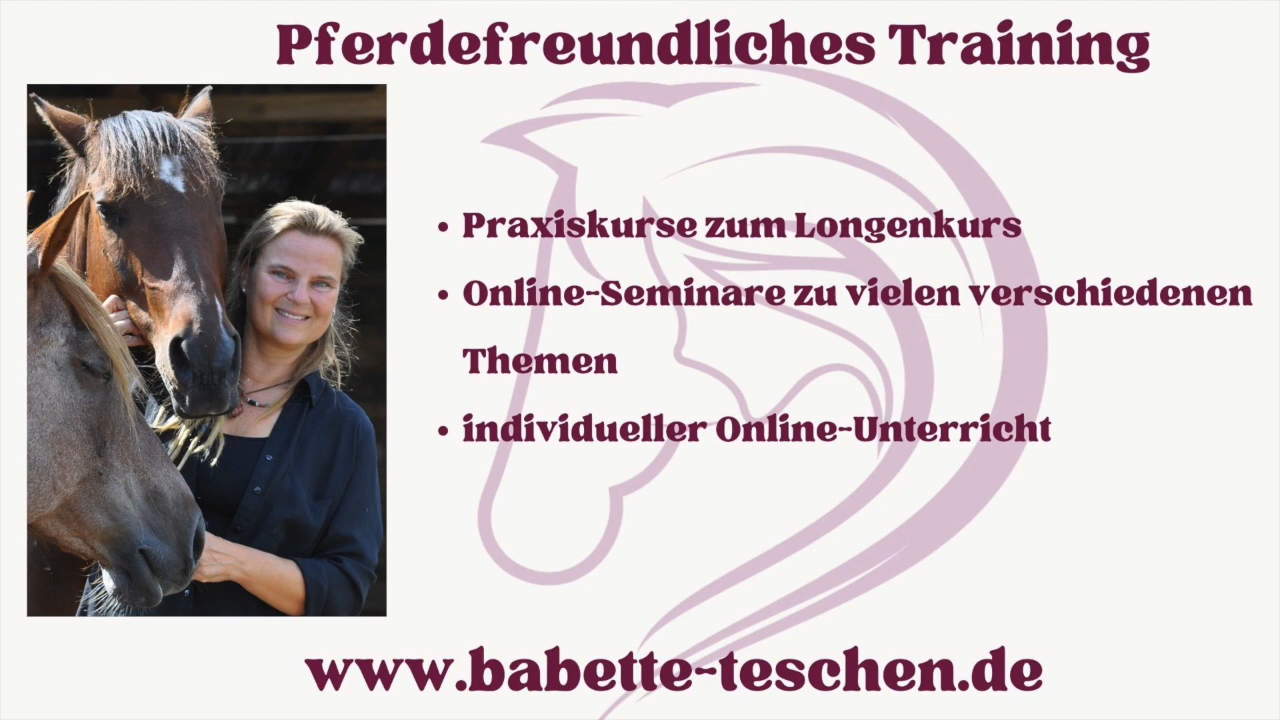 Pferdefreundliches Training
• Praxiskurse zum Longenkurs
• Online-Seminare zu vielen verschiedenen
Themen
• individueller Online-Unterricht
www.babette-teschen.de